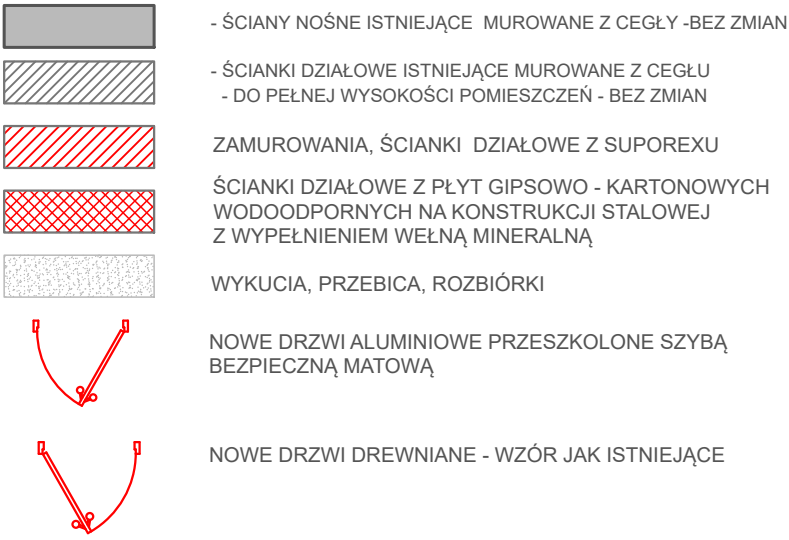 - ŚCIANY NOŚNE ISTNIEJĄCE MUROWANE Z CEGŁY -BEZ ZMIAN
- ŚCIANKI DZIAŁOWE ISTNIEJĄCE MUROWANE Z CEGŁU
- DO PEŁNEJ WYSOKOŚCI POMIESZCZEŃ - BEZ ZMIAN
ZAMUROWANIA, ŚCIANKI DZIAŁOWE Z SUPOREXU
ŚCIANKI DZIAŁOWE Z PŁYT GIPSOWO - KARTONOWYCH
WODOODPORNYCH NA KONSTRUKCJI STALOWEJ
Z WYPEŁNIENIEM WEŁNĄ MINERALNĄ
WYKUCIA, PRZEBICA, ROZBIÓRKI
NOWE DRZWI ALUMINIOWE PRZESZKOLONE SZYBĄ
BEZPIECZNĄ MATOWĄ
NOWE DRZWI DREWNIANE - WZÓR JAK ISTNIEJĄCE